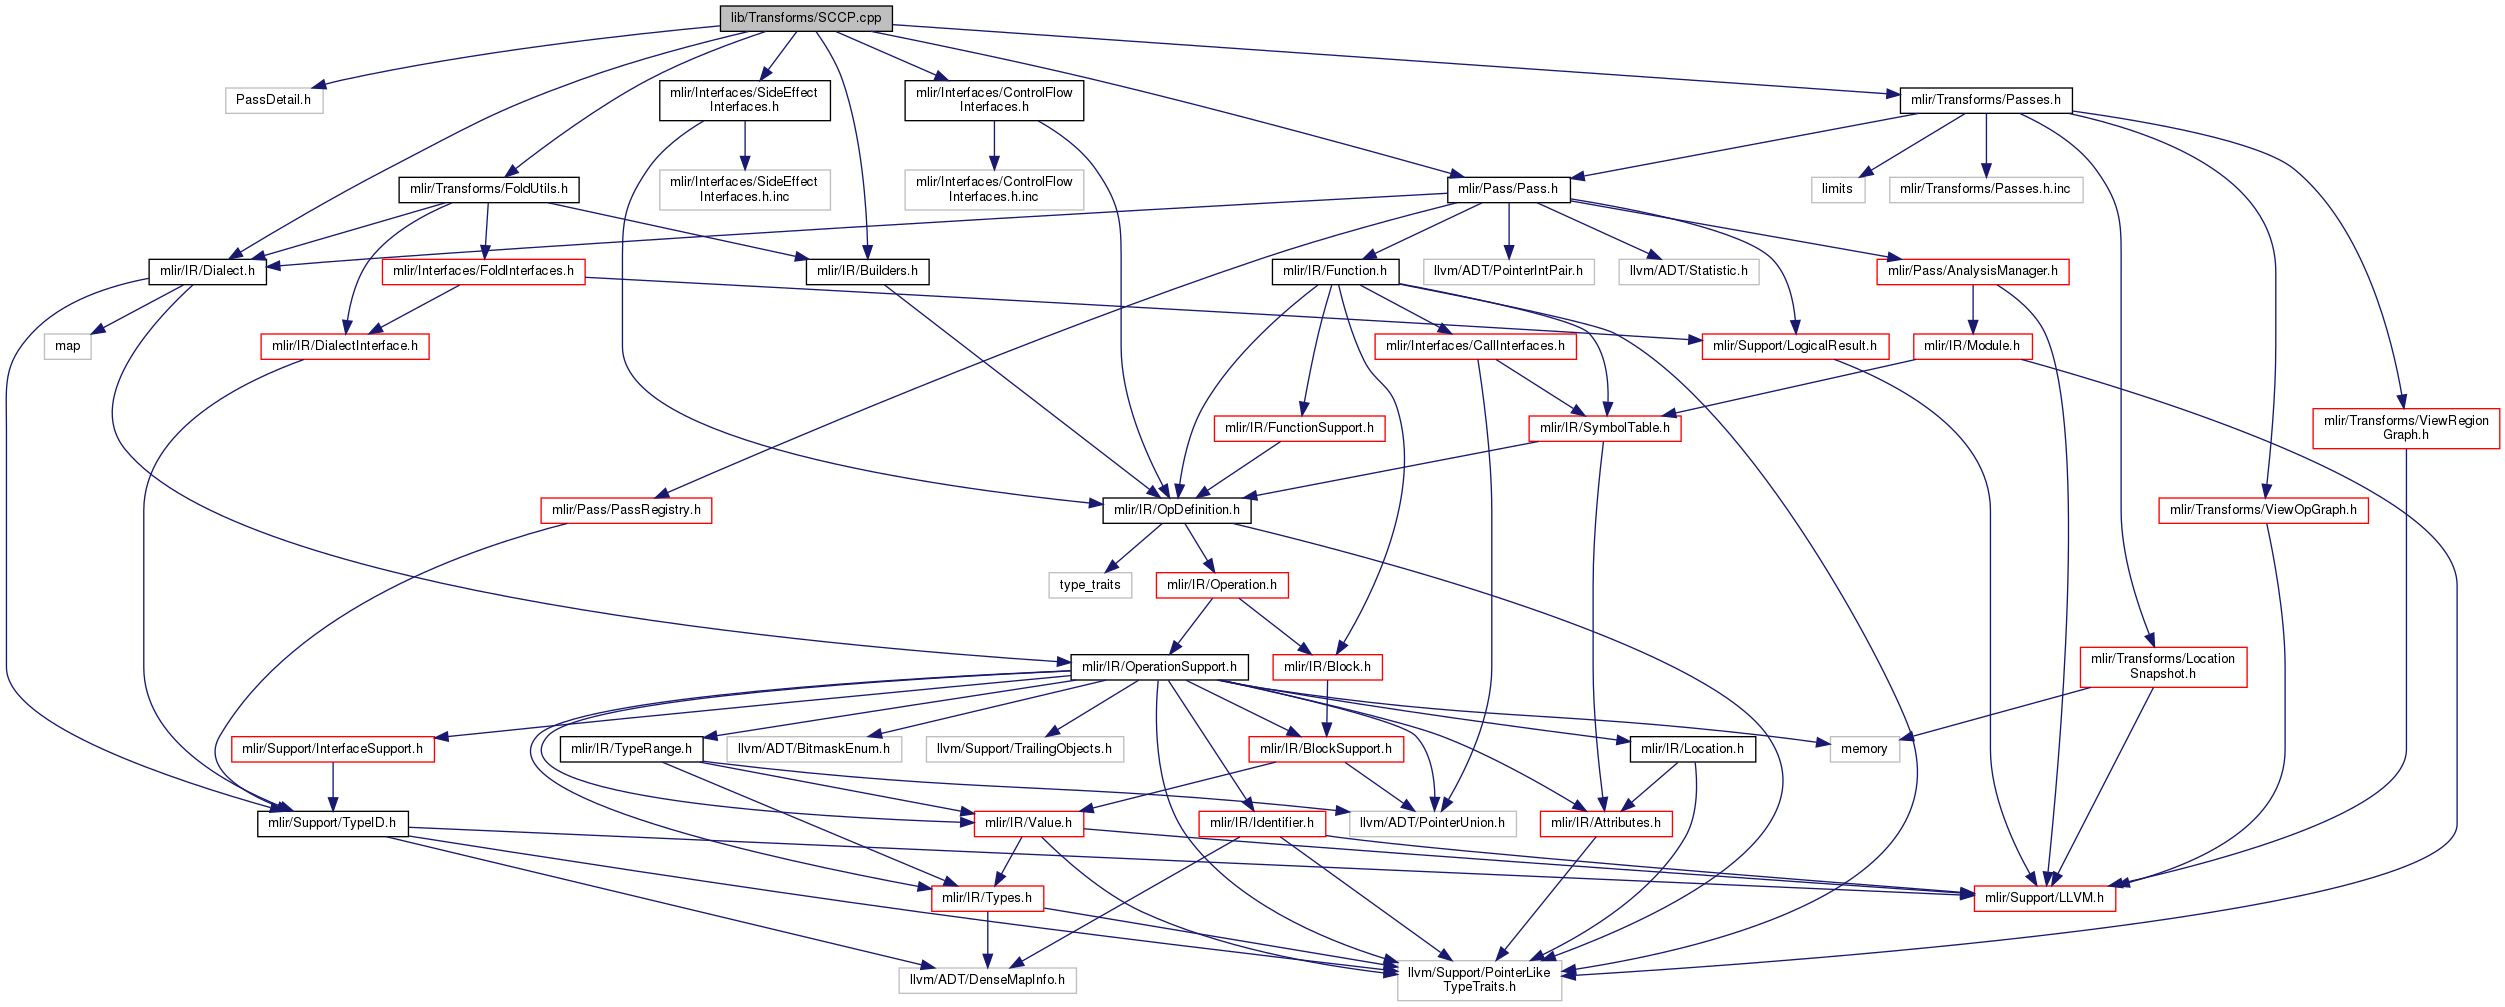 lib/Transforms/SCCP.cpp
PassDetail.h
mlir/Interfaces/SideEffect
Interfaces.h
mlir/Interfaces/ControlFlow
Interfaces.h
mlir/Transforms/Passes.h
mlir/Transforms/FoldUtils.h
mlir/Interfaces/SideEffect
Interfaces.h.inc
mlir/Interfaces/ControlFlow
Interfaces.h.inc
mlir/Pass/Pass.h
limits
mlir/Transforms/Passes.h.inc
mlir/IR/Dialect.h
mlir/Interfaces/FoldInterfaces.h
mlir/IR/Builders.h
mlir/IR/Function.h
llvm/ADT/PointerIntPair.h
llvm/ADT/Statistic.h
mlir/Pass/AnalysisManager.h
map
mlir/IR/DialectInterface.h
mlir/Interfaces/CallInterfaces.h
mlir/Support/LogicalResult.h
mlir/IR/Module.h
mlir/IR/FunctionSupport.h
mlir/IR/SymbolTable.h
mlir/Transforms/ViewRegion
Graph.h
mlir/Pass/PassRegistry.h
mlir/IR/OpDefinition.h
mlir/Transforms/ViewOpGraph.h
type_traits
mlir/IR/Operation.h
mlir/IR/OperationSupport.h
mlir/IR/Block.h
mlir/Transforms/Location
Snapshot.h
mlir/Support/InterfaceSupport.h
mlir/IR/TypeRange.h
llvm/ADT/BitmaskEnum.h
llvm/Support/TrailingObjects.h
mlir/IR/BlockSupport.h
mlir/IR/Location.h
memory
mlir/Support/TypeID.h
mlir/IR/Value.h
mlir/IR/Identifier.h
llvm/ADT/PointerUnion.h
mlir/IR/Attributes.h
mlir/IR/Types.h
mlir/Support/LLVM.h
llvm/ADT/DenseMapInfo.h
llvm/Support/PointerLike
TypeTraits.h